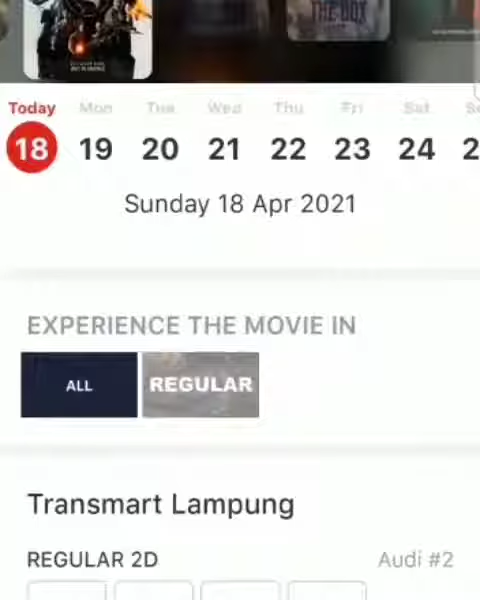 THE BOX
Today Mon Tue Wed Thu Fri Sat
18 19 20 21 22 23 24 2
Sunday 18 Apr 2021
EXPERIENCE THE MOVIE IN
ALL REGULAR
Transmart Lampung
REGULAR 2D Audi #2